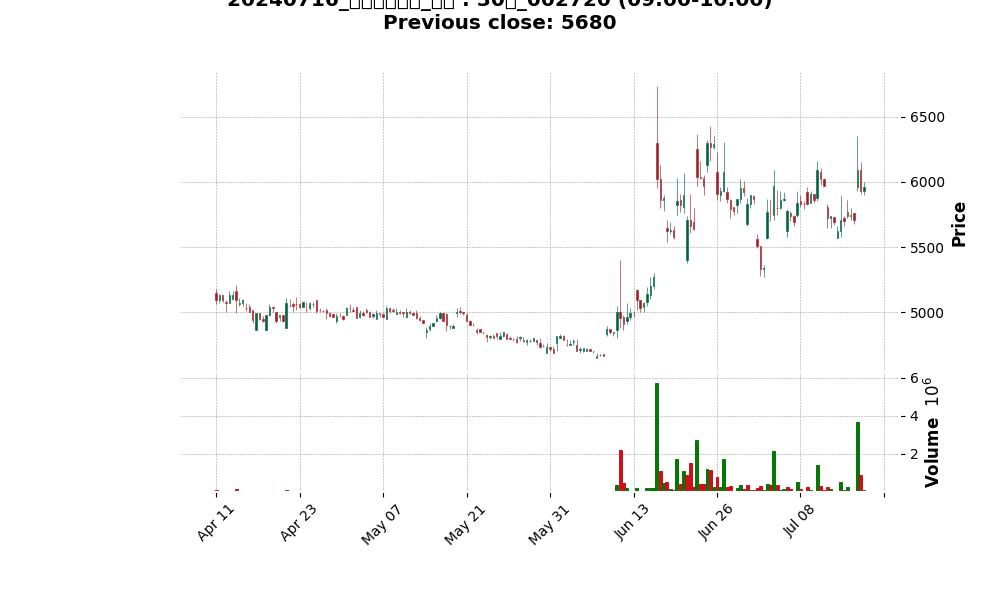 Previous close: 5680
6500
6000
5500
5000
Price
6
4
2
Volume 10^6
Apr 11
Apr 23
May 07
May 21
May 31
Jun 13
Jun 26
Jul 08